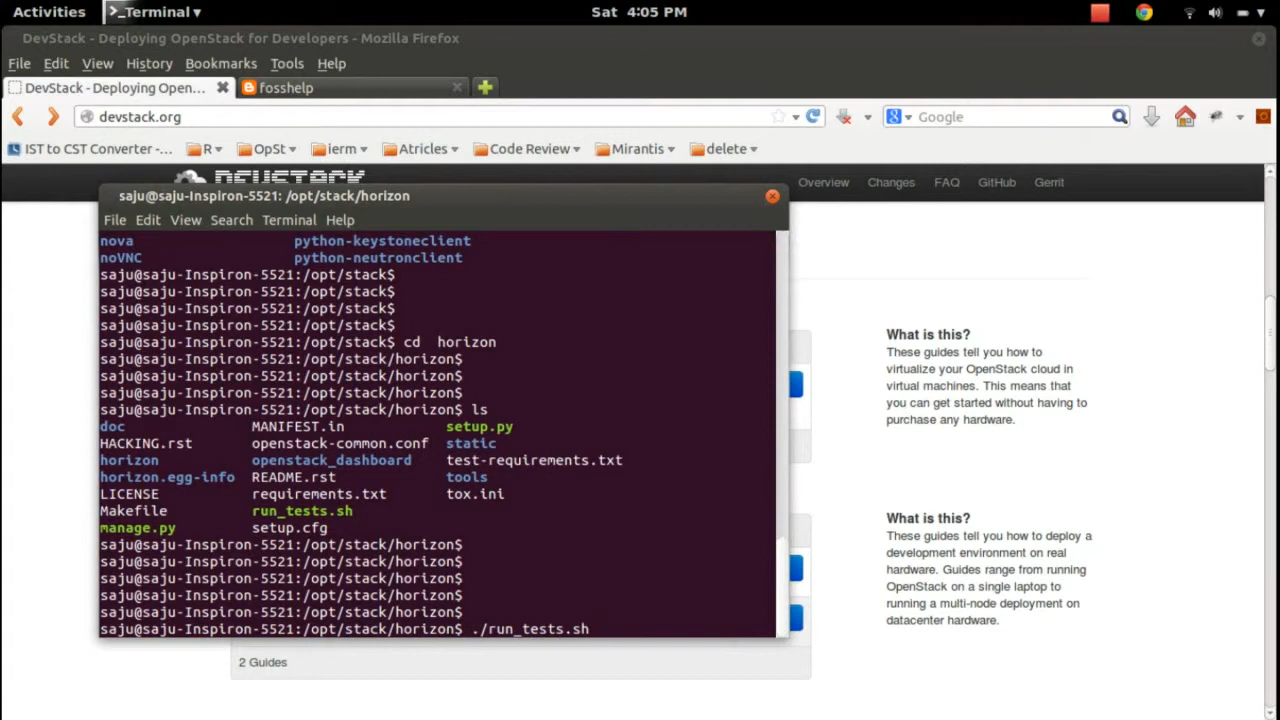 Activities
>_Terminal ▾
Sat 4:05 PM
DevStack - Deploying OpenStack for Developers - Mozilla Firefox
File Edit View History Bookmarks Tools Help
DevStack - Deploying Open...
fosshelp
devstack.org
Google
IST to CST Converter -...
R
OpSt
ierm
Atricles
Code Review
Mirantis
delete
DEVSTACK
Overview Changes FAQ GitHub Gerrit
saju@saju-Inspiron-5521: /opt/stack/horizon
File Edit View Search Terminal Help
nova python-keystoneclient
noVNC python-neutronclient
saju@saju-Inspiron-5521:/opt/stack$
saju@saju-Inspiron-5521:/opt/stack$
saju@saju-Inspiron-5521:/opt/stack$
saju@saju-Inspiron-5521:/opt/stack$
saju@saju-Inspiron-5521:/opt/stack$ cd  horizon
saju@saju-Inspiron-5521:/opt/stack/horizon$
saju@saju-Inspiron-5521:/opt/stack/horizon$
saju@saju-Inspiron-5521:/opt/stack/horizon$
saju@saju-Inspiron-5521:/opt/stack/horizon$ ls
doc MANIFEST.in setup.py
HACKING.rst openstack-common.conf static
horizon openstack_dashboard test-requirements.txt
horizon.egg-info README.rst tools
LICENSE requirements.txt tox.ini
Makefile run_tests.sh
manage.py setup.cfg
saju@saju-Inspiron-5521:/opt/stack/horizon$
saju@saju-Inspiron-5521:/opt/stack/horizon$
saju@saju-Inspiron-5521:/opt/stack/horizon$
saju@saju-Inspiron-5521:/opt/stack/horizon$
saju@saju-Inspiron-5521:/opt/stack/horizon$
saju@saju-Inspiron-5521:/opt/stack/horizon$ ./run_tests.sh
What is this?
These guides tell you how to
virtualize your OpenStack cloud in
virtual machines. This means that
you can get started without having to
purchase any hardware.
What is this?
These guides tell you how to deploy a
development environment on real
hardware. Guides range from running
OpenStack on a single laptop to
running a multi-node deployment on
datacenter hardware.
2 Guides